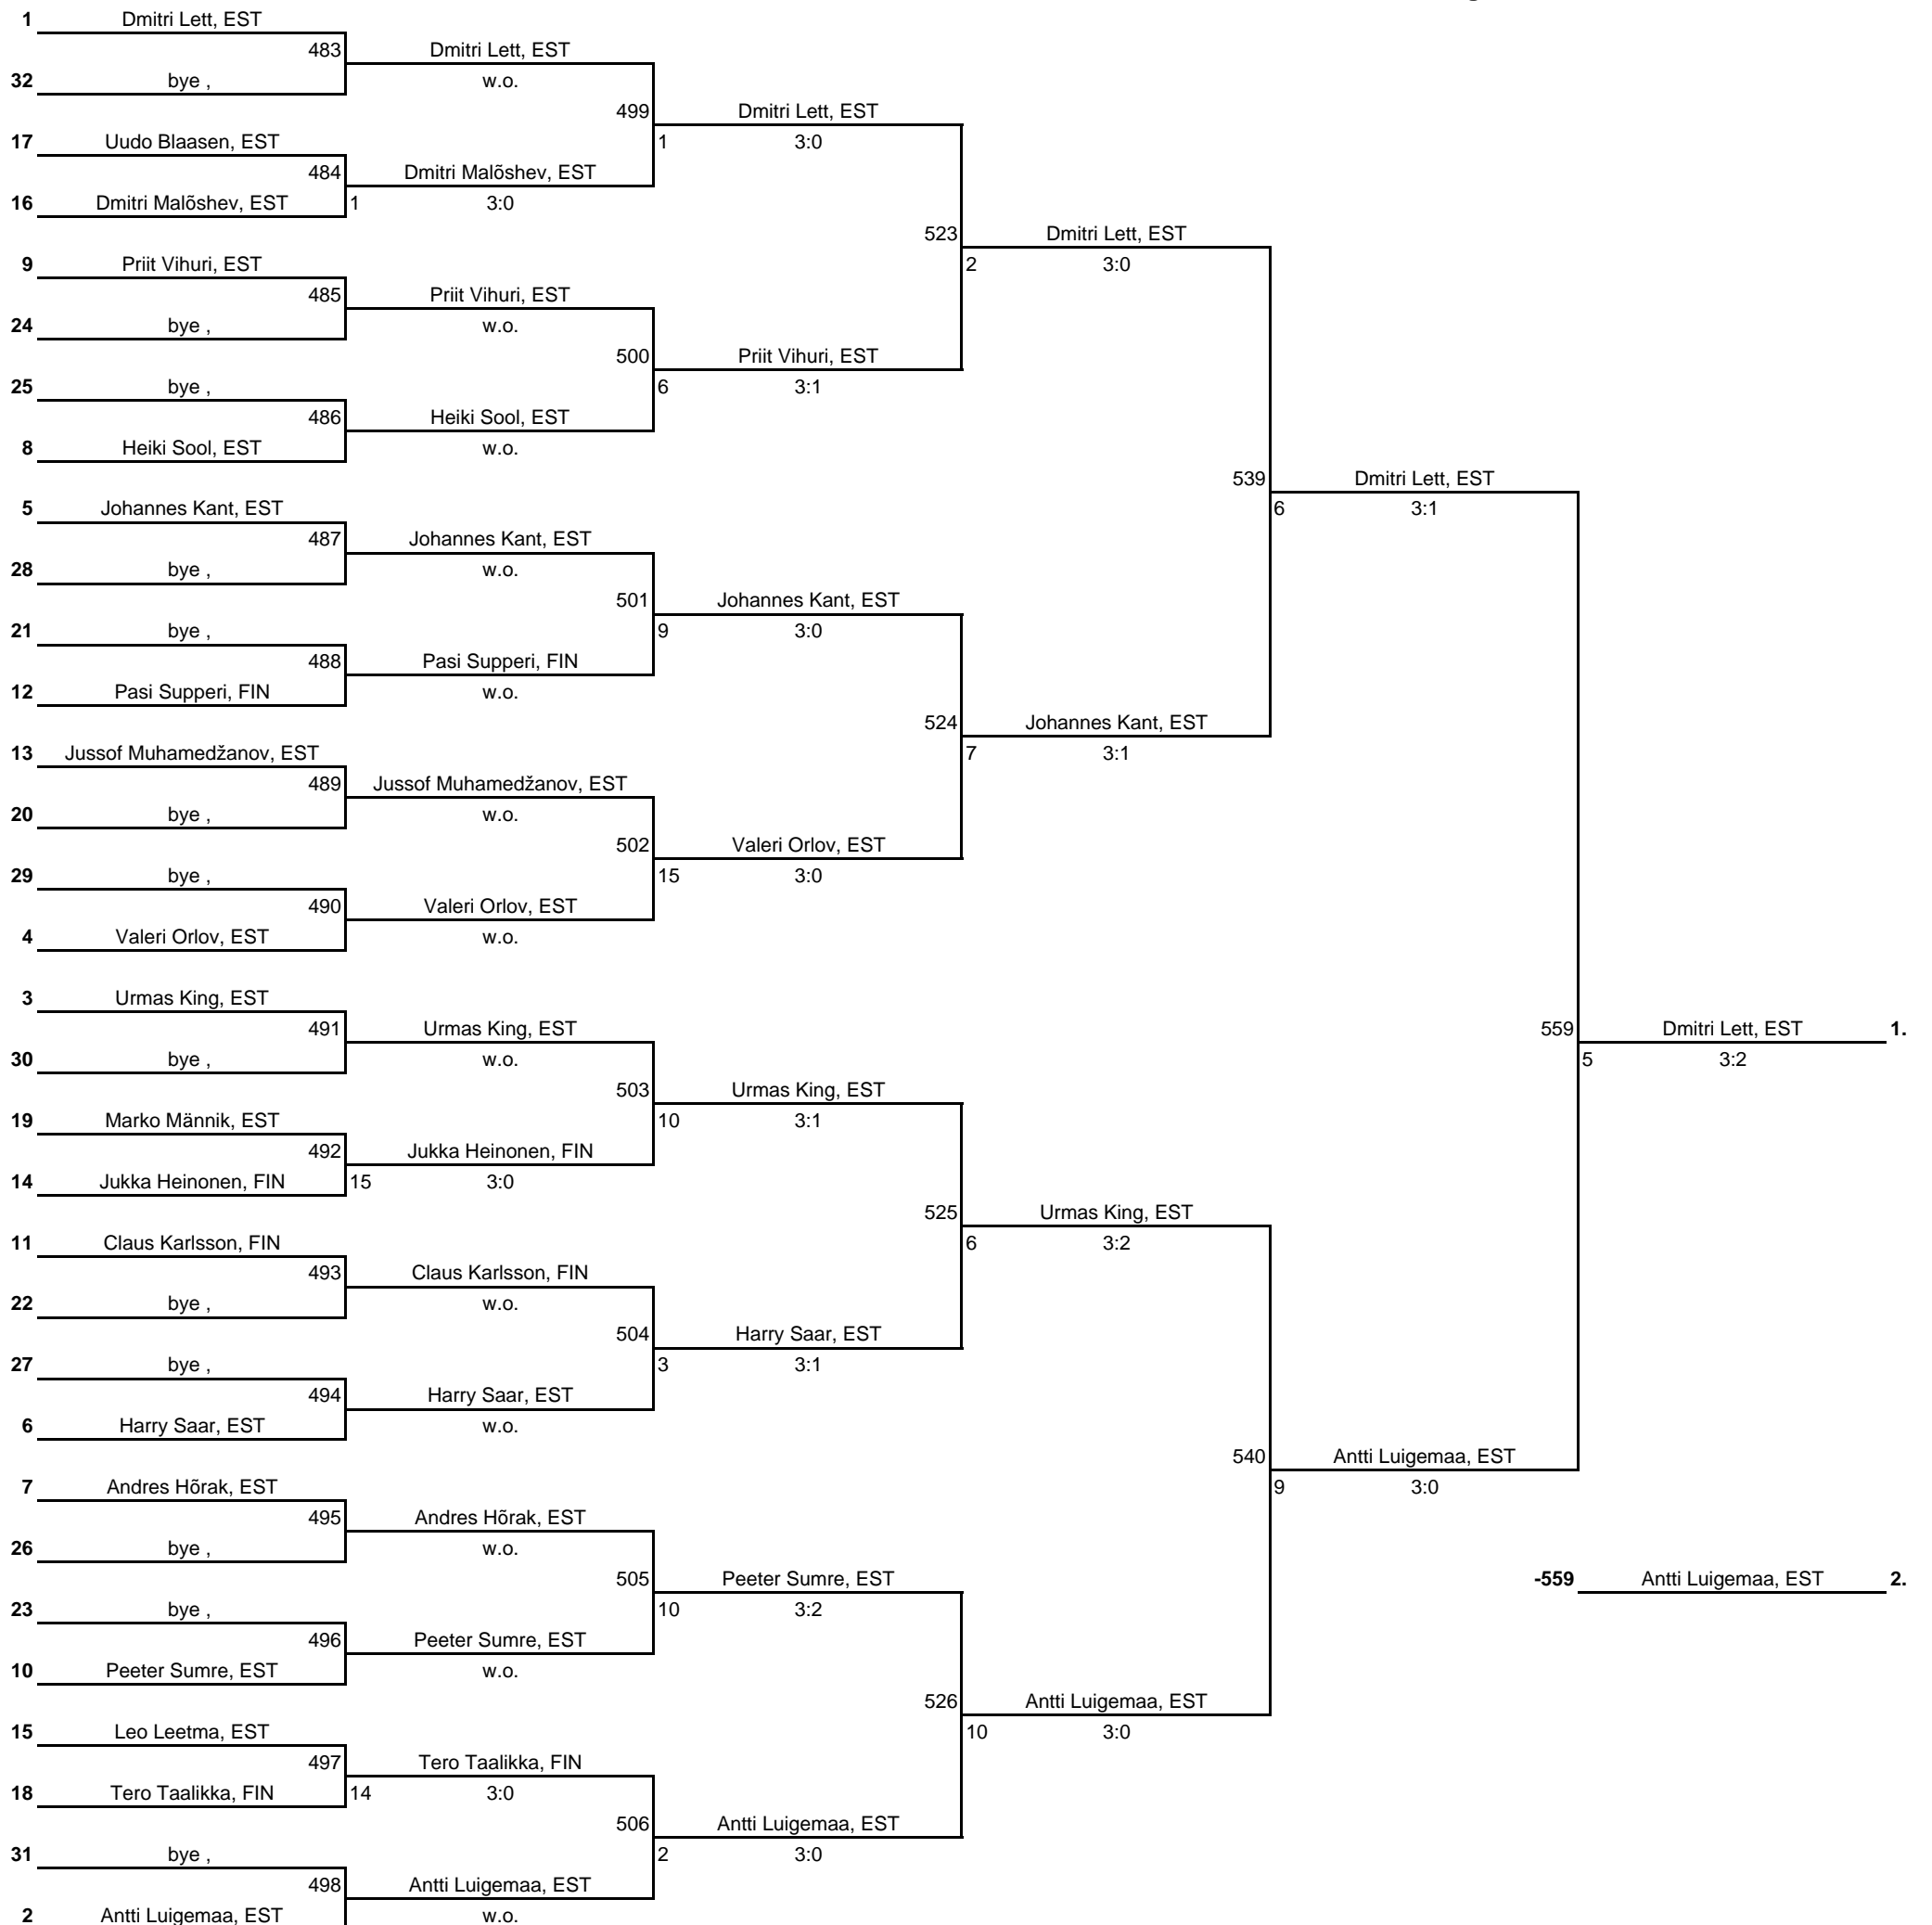 1 Dmitri Lett, EST
483 Dmitri Lett, EST
32 bye , w.o.
499 Dmitri Lett, EST
17 Uudo Blaasen, EST 1 3:0
484 Dmitri Malõshev, EST
16 Dmitri Malõshev, EST 1 3:0
523 Dmitri Lett, EST
9 Priit Vihuri, EST 2 3:0
485 Priit Vihuri, EST
24 bye , w.o.
500 Priit Vihuri, EST
25 bye , 6 3:1
486 Heiki Sool, EST
8 Heiki Sool, EST w.o.
539 Dmitri Lett, EST
5 Johannes Kant, EST 6 3:1
487 Johannes Kant, EST
28 bye , w.o.
501 Johannes Kant, EST
21 bye , 9 3:0
488 Pasi Supperi, FIN
12 Pasi Supperi, FIN w.o.
524 Johannes Kant, EST
13 Jussof Muhamedžanov, EST 7 3:1
489 Jussof Muhamedžanov, EST
20 bye , w.o.
502 Valeri Orlov, EST
29 bye , 15 3:0
490 Valeri Orlov, EST
4 Valeri Orlov, EST w.o.
3 Urmas King, EST
491 Urmas King, EST 559 Dmitri Lett, EST 1.
30 bye , w.o. 5 3:2
503 Urmas King, EST
19 Marko Männik, EST 10 3:1
492 Jukka Heinonen, FIN
14 Jukka Heinonen, FIN 15 3:0
525 Urmas King, EST
11 Claus Karlsson, FIN 6 3:2
493 Claus Karlsson, FIN
22 bye , w.o.
504 Harry Saar, EST
27 bye , 3 3:1
494 Harry Saar, EST
6 Harry Saar, EST w.o.
540 Antti Luigemaa, EST
7 Andres Hõrak, EST 9 3:0
495 Andres Hõrak, EST
26 bye , w.o.
505 Peeter Sumre, EST -559 Antti Luigemaa, EST 2.
23 bye , 10 3:2
496 Peeter Sumre, EST
10 Peeter Sumre, EST w.o.
526 Antti Luigemaa, EST
15 Leo Leetma, EST 10 3:0
497 Tero Taalikka, FIN
18 Tero Taalikka, FIN 14 3:0
506 Antti Luigemaa, EST
31 bye , 2 3:0
498 Antti Luigemaa, EST
2 Antti Luigemaa, EST w.o.